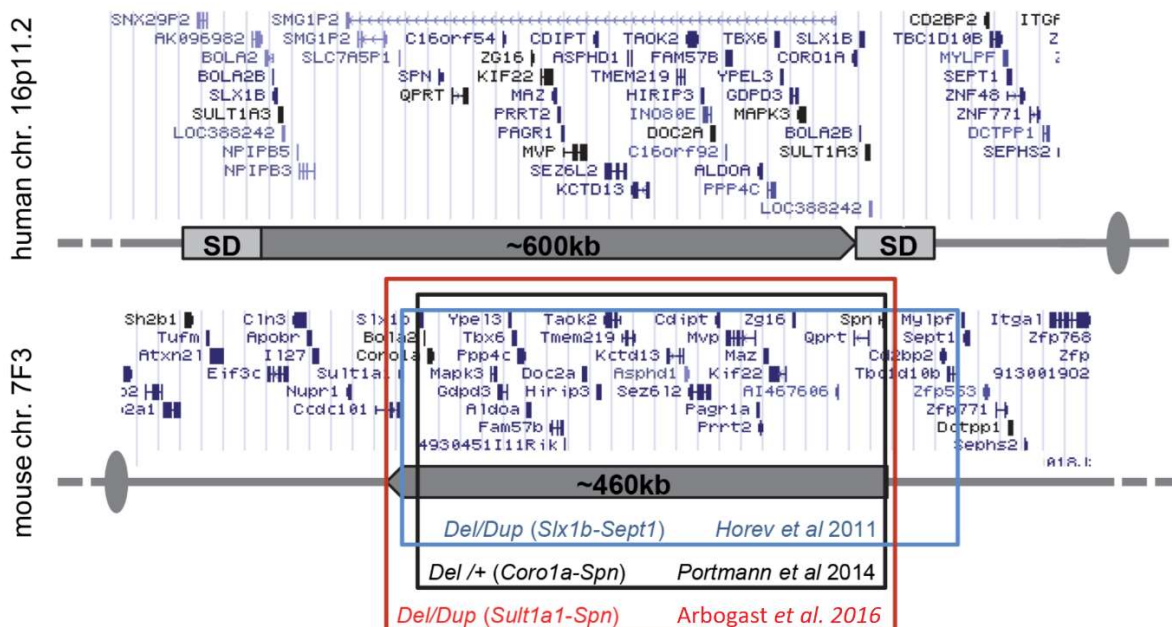 SNX29P2 SMG1P2 CD2BP2 ITGA
AK096982 SMG1P2 C16orf54 CDIPT TAOK2 TBX6 SLX1B TBC1D10B
BOLA2 SLC7A5P1 ZG16 ASPHD1 FAM57B CORO1A MYLPF
BOLA2B SPN KIF22 TMEM219 YPEL3 SEPT1
SLX1B QPRT MAZ HIRIP3 GDPD3 ZNF48
SULT1A3 PRRT2 INO80E MAPK3 ZNF771
LOC388242 PAGR1 DOC2A BOLA2B DCTPP1
NPIPB5 MVP C16orf92 SULT1A3 SEPHS2
NPIPB3 SEZ6L2 ALDOA
KCTD13 PPP4C
LOC388242
human chr. 16p11.2
SD ~600kb SD
Sh2b1 Cln3 Slx1b Ypel3 Taok2 Cdipt Zg16 Spn Mylpf Itgal
Tufm Apobr Bola2 Tbx6 Tmem219 Mvp Qprt Sept1 Zfp768
Atxn2l Il27 Coro1a Ppp4c Kctd13 Maz Cd2bp2 Zfp
Eif3c Sult1a1 Mapk3 Doc2a Asphd1 Kif22 Tbc1d10b 9130019O2
Nupr1 Gdpd3 Hirip3 Sez6l2 AI467606 Zfp553
Ccdc101 Aldoa Pagr1a Zfp771
Fam57b Prrt2 Dctpp1
4930451I11Rik Sephs2
mouse chr. 7F3
~460kb
Del/Dup (Slx1b-Sept1) Horev et al 2011
Del /+ (Coro1a-Spn) Portmann et al 2014
Del/Dup (Sult1a1-Spn) Arbogast et al. 2016